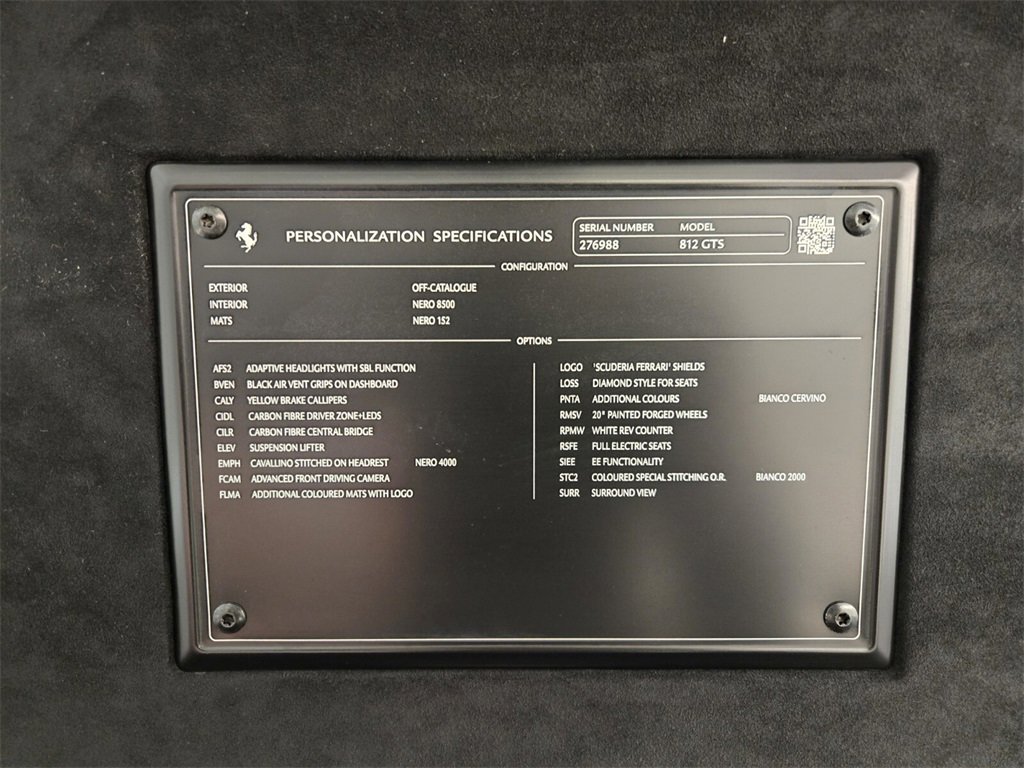 PERSONALIZATION SPECIFICATIONS
SERIAL NUMBER MODEL
276988 812 GTS
CONFIGURATION
EXTERIOR OFF-CATALOGUE
INTERIOR NERO 8500
MATS NERO 152
OPTIONS
AFS2 ADAPTIVE HEADLIGHTS WITH SBL FUNCTION
BVEN BLACK AIR VENT GRIPS ON DASHBOARD
CALY YELLOW BRAKE CALLIPERS
CIDL CARBON FIBRE DRIVER ZONE+LEDS
CILR CARBON FIBRE CENTRAL BRIDGE
ELEV SUSPENSION LIFTER
EMPH CAVALLINO STITCHED ON HEADREST NERO 4000
FCAM ADVANCED FRONT DRIVING CAMERA
FLMA ADDITIONAL COLOURED MATS WITH LOGO
LOGO 'SCUDERIA FERRARI' SHIELDS
LOSS DIAMOND STYLE FOR SEATS
PNTA ADDITIONAL COLOURS BIANCO CERVINO
RMSV 20" PAINTED FORGED WHEELS
RPMW WHITE REV COUNTER
RSFE FULL ELECTRIC SEATS
SIEE EE FUNCTIONALITY
STC2 COLOURED SPECIAL STITCHING O.R. BIANCO 2000
SURR SURROUND VIEW